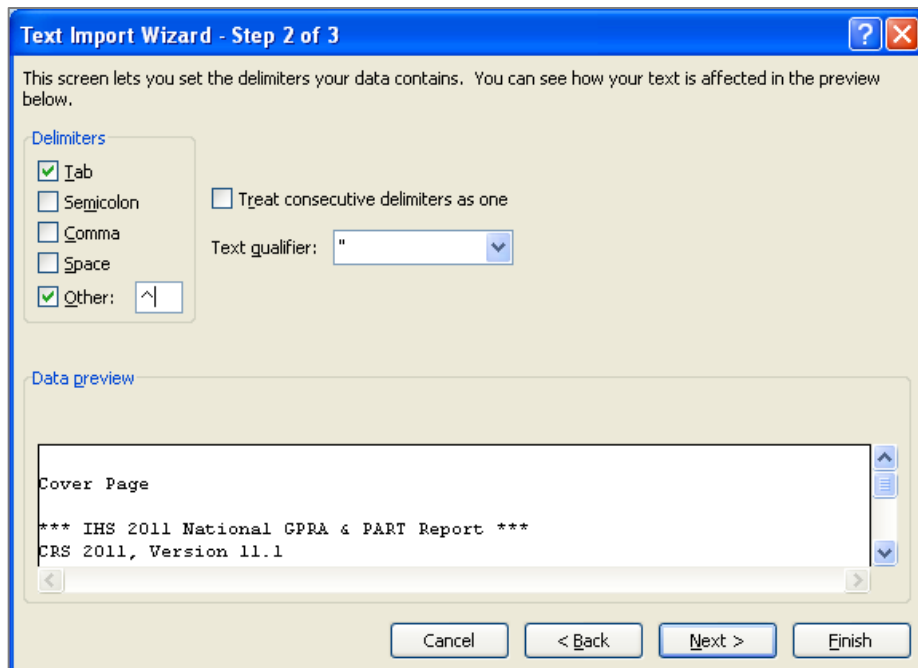 Text Import Wizard - Step 2 of 3
This screen lets you set the delimiters your data contains.  You can see how your text is affected in the preview
below.
Delimiters
Tab
Semicolon
Comma
Space
Other: ^
Treat consecutive delimiters as one
Text qualifier: "
Data preview
Cover Page
*** IHS 2011 National GPRA & PART Report ***
CRS 2011, Version 11.1
Cancel
< Back
Next >
Finish